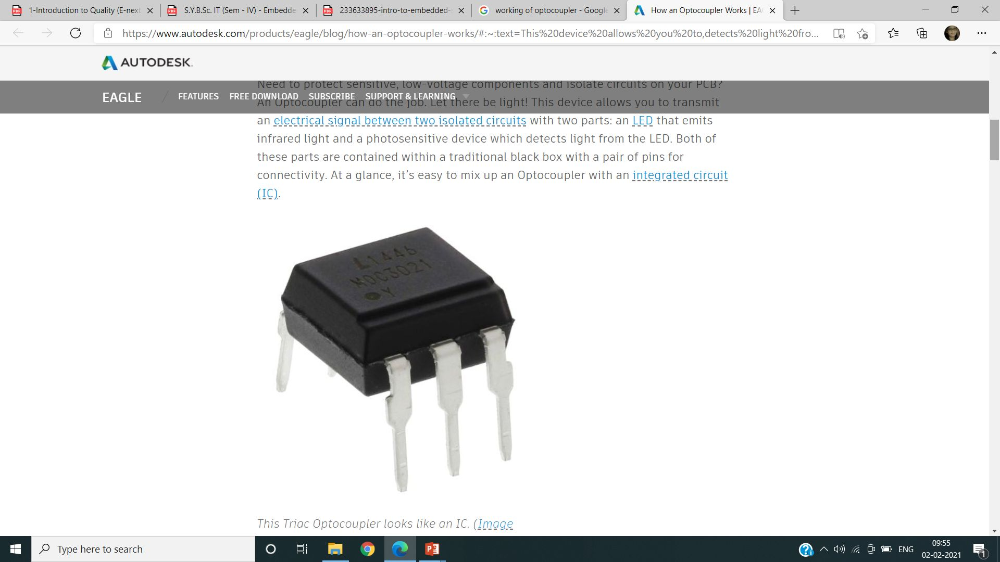 1-Introduction to Quality (E-next
S.Y.B.Sc. IT (Sem - IV) - Embedde
233633895-intro-to-embedded-
working of optocoupler - Google
How an Optocoupler Works | EA
https://www.autodesk.com/products/eagle/blog/how-an-optocoupler-works/#:~:text=This%20device%20allows%20you%20to,detects%20light%20fro...
AUTODESK.
Need to protect sensitive, low-voltage components and isolate circuits on your PCB?
EAGLE / FEATURES FREE DOWNLOAD SUBSCRIBE SUPPORT & LEARNING
An Optocoupler can do the job. Let there be light! This device allows you to transmit
an electrical signal between two isolated circuits with two parts: an LED that emits
infrared light and a photosensitive device which detects light from the LED. Both of
these parts are contained within a traditional black box with a pair of pins for
connectivity. At a glance, it's easy to mix up an Optocoupler with an integrated circuit
(IC).
L1446
MOC3021
Y
This Triac Optocoupler looks like an IC. (Image
Type here to search
ENG
09:55
02-02-2021
1